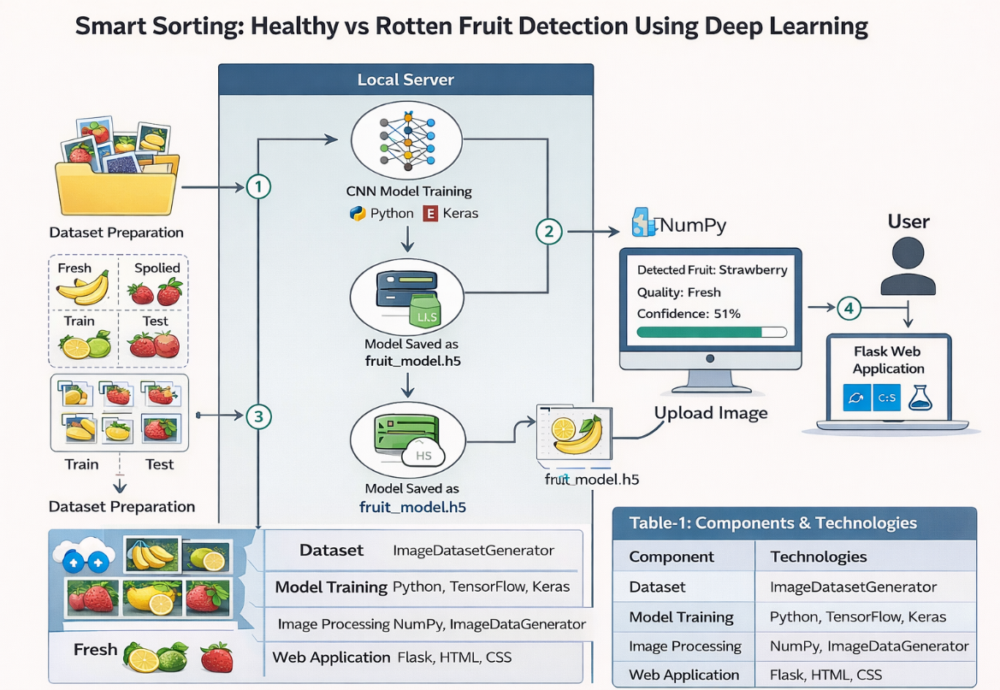 Smart Sorting: Healthy vs Rotten Fruit Detection Using Deep Learning
Local Server
Dataset Preparation
1
CNN Model Training
Python E Keras
2
NumPy
User
Fresh Spolied
Train Test
LI.S
Model Saved as
fruit_model.h5
Detected Fruit: Strawberry
Quality: Fresh
Confidence: 51%
4
Flask Web
Application
C:S
Upload Image
3
Train Test
Dataset Preparation
HS
Model Saved as
fruit_model.h5
fruit_model.h5
Fresh
Dataset ImageDatasetGenerator
Model Training Python, TensorFlow, Keras
Image Processing NumPy, ImageDataGenerator
Web Application Flask, HTML, CSS
Table-1: Components & Technologies
Component Technologies
Dataset ImageDatasetGenerator
Model Training Python, TensorFlow, Keras
Image Processing NumPy, ImageDataGenerator
Web Application Flask, HTML, CSS